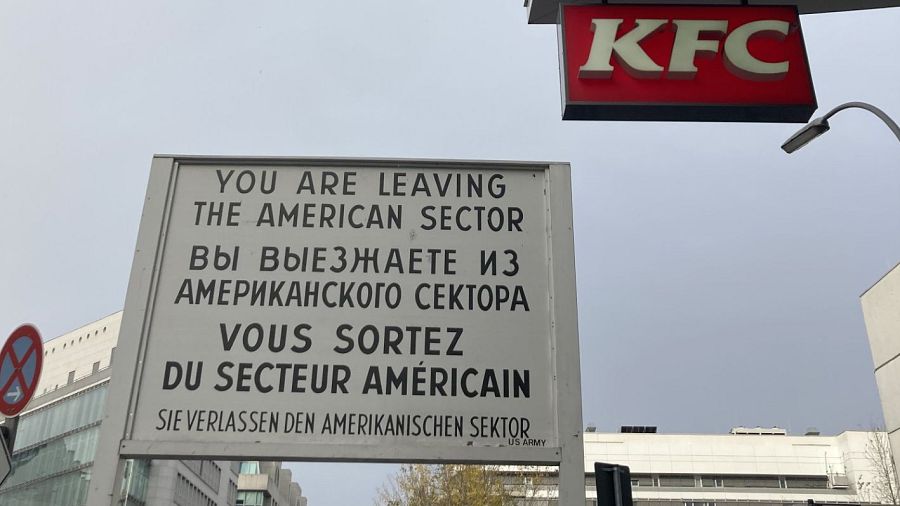 KFC
YOU ARE LEAVING
THE AMERICAN SECTOR
ВЫ ВЫЕЗЖАЕТЕ ИЗ
АМЕРИКАНСКОГО СЕКТОРА
VOUS SORTEZ
DU SECTEUR AMÉRICAIN
SIE VERLASSEN DEN AMERIKANISCHEN SEKTOR
US ARMY